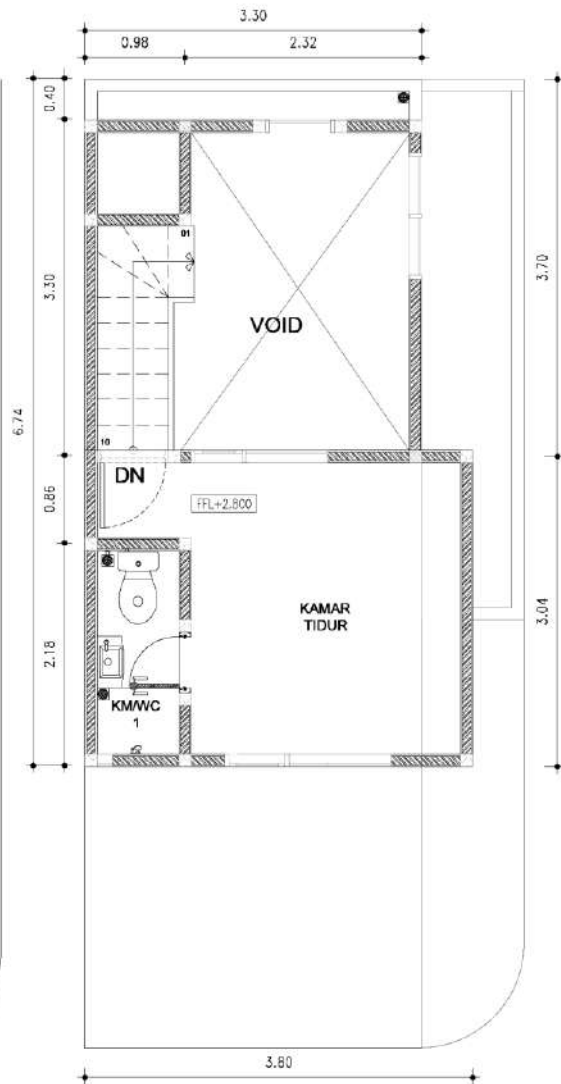 3.30
0.98
2.32
0.40
01
3.30
3.70
VOID
6.74
10
DN
0.86
FFL+2.800
KAMAR
TIDUR
3.04
2.18
KM/WC
1
3.80